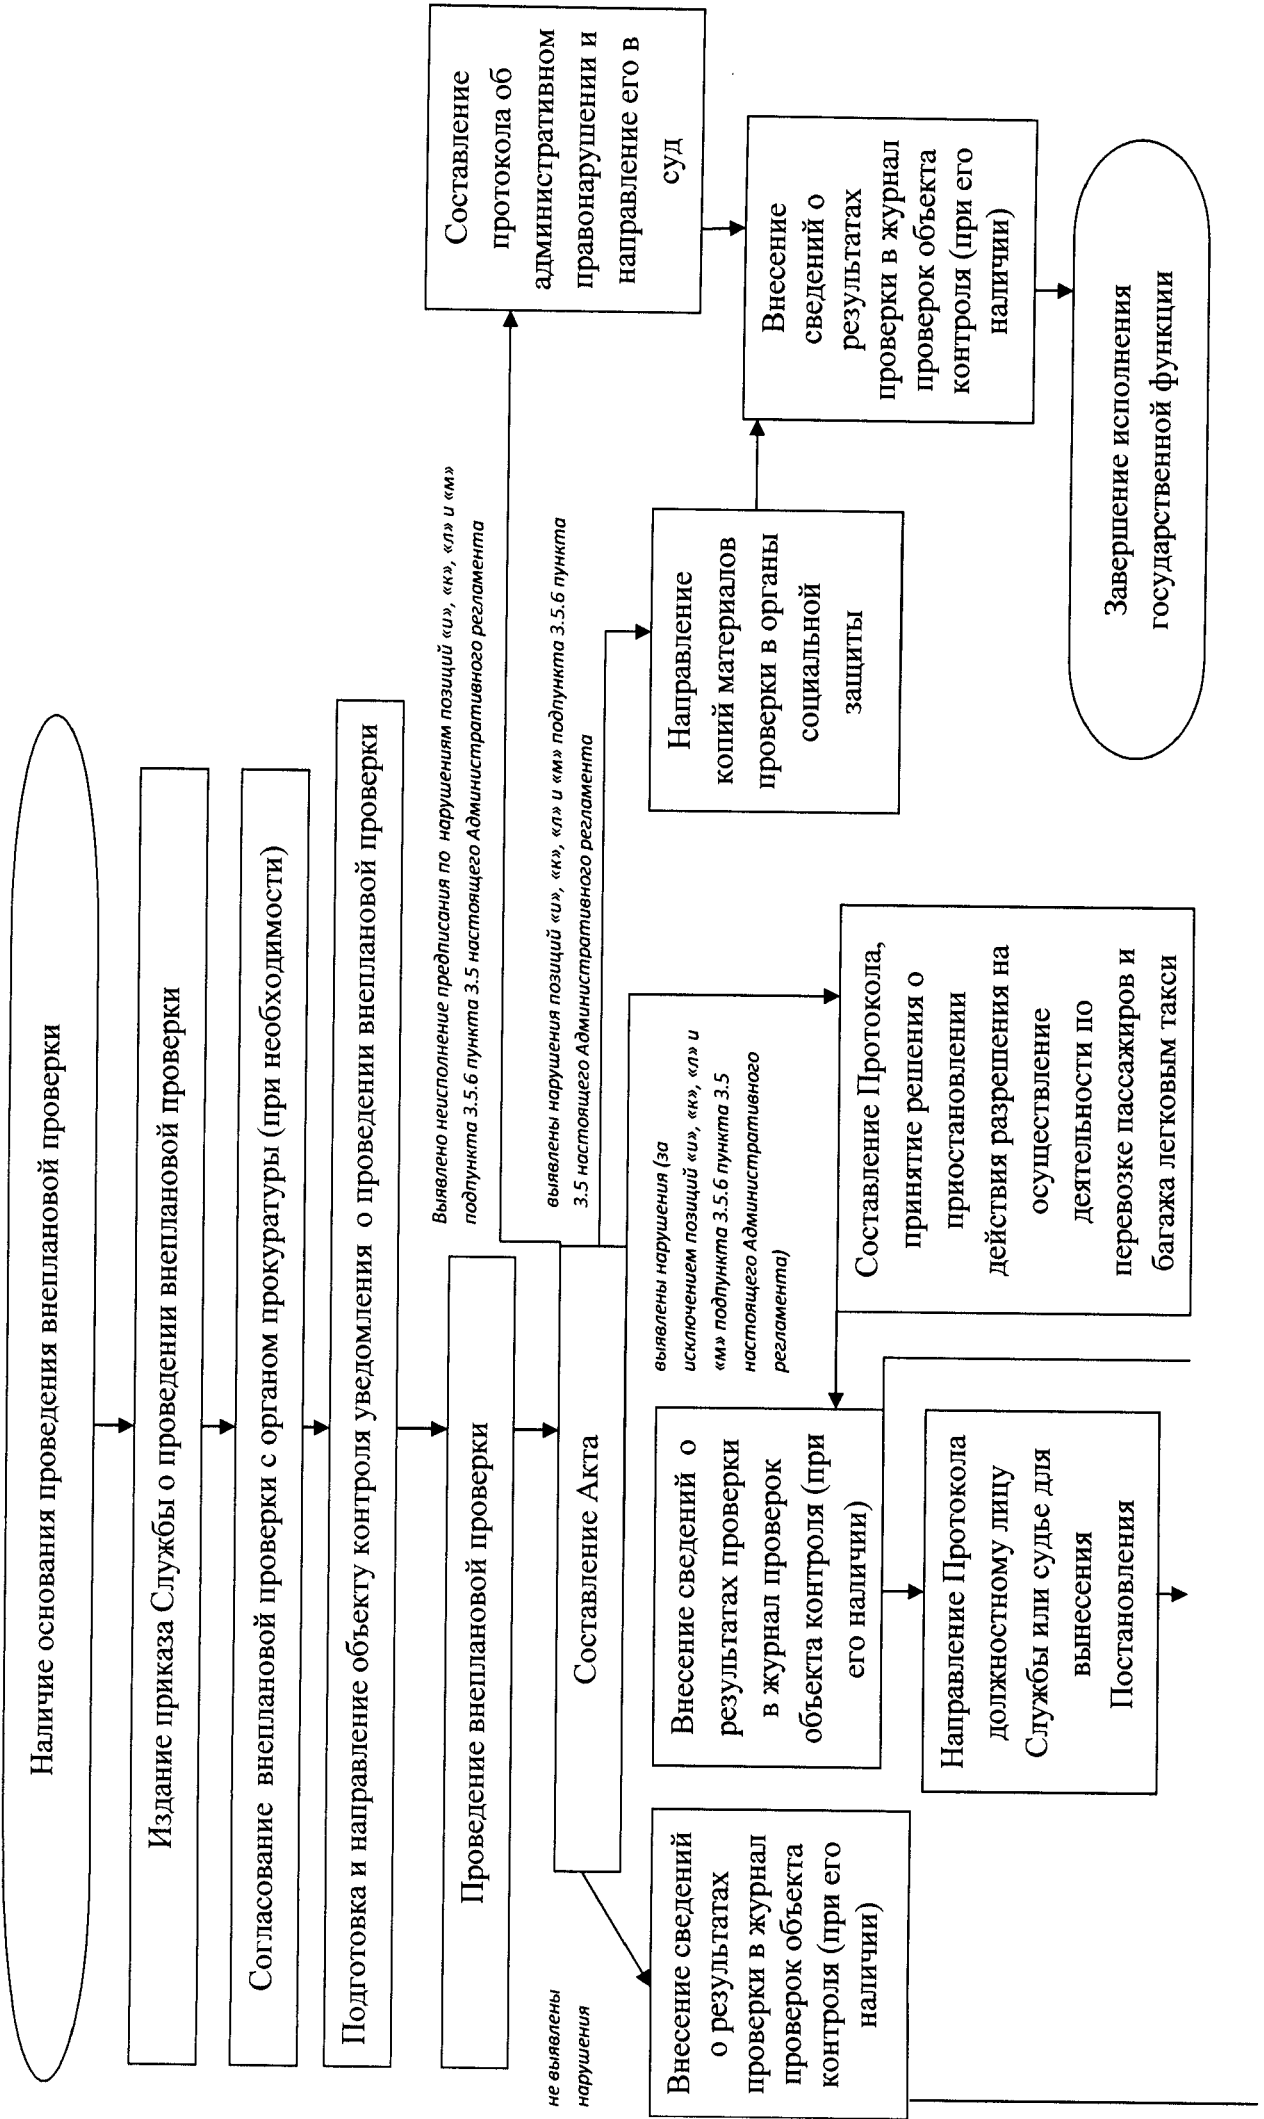 Наличие основания проведения внеплановой проверки
Издание приказа Службы о проведении внеплановой проверки
Согласование внеплановой проверки с органом прокуратуры (при необходимости)
Подготовка и направление объекту контроля уведомления о проведении внеплановой проверки
Проведение внеплановой проверки
Составление Акта
не выявлены
нарушения
Внесение сведений
о результатах
проверки в журнал
проверок объекта
контроля (при его
наличии)
выявлены нарушения (за
исключением позиций «и», «к», «л» и
«м» подпункта 3.5.6 пункта 3.5
настоящего Административного
регламента)
Внесение сведений о
результатах проверки
в журнал проверок
объекта контроля (при
его наличии)
Направление Протокола
должностному лицу
Службы или судье для
вынесения
Постановления
Составление Протокола,
принятие решения о
приостановлении
действия разрешения на
осуществление
деятельности по
перевозке пассажиров и
багажа легковым такси
выявлены нарушения позиций «и», «к», «л» и «м» подпункта 3.5.6 пункта
3.5 настоящего Административного регламента
Направление
копий материалов
проверки в органы
социальной
защиты
Выявлено неисполнение предписания по нарушениям позиций «и», «к», «л» и «м»
подпункта 3.5.6 пункта 3.5 настоящего Административного регламента
Составление
протокола об
административном
правонарушении и
направление его в
суд
Внесение
сведений о
результатах
проверки в журнал
проверок объекта
контроля (при его
наличии)
Завершение исполнения
государственной функции